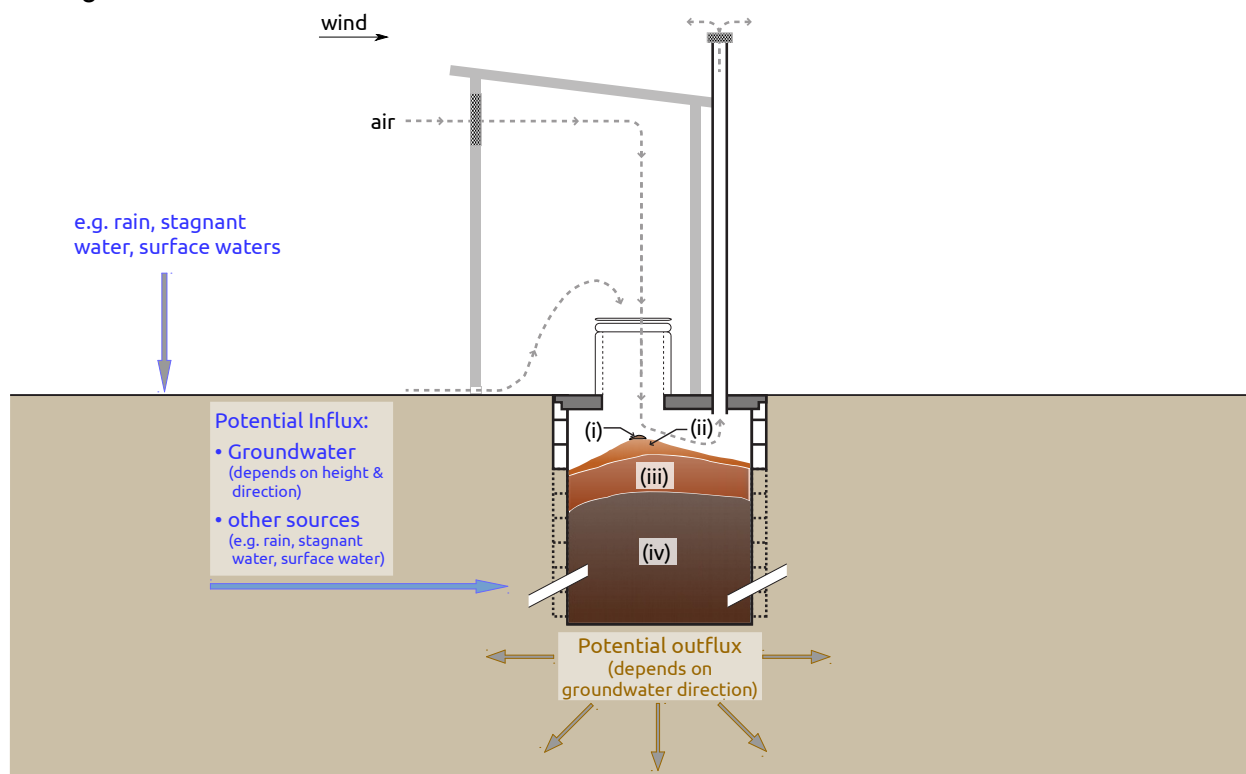 wind
air
e.g. rain, stagnant
water, surface waters
Potential Influx:
• Groundwater
(depends on height &
direction)
• other sources
(e.g. rain, stagnant
water, surface water)
(i)
(ii)
(iii)
(iv)
Potential outflux
(depends on
groundwater direction)